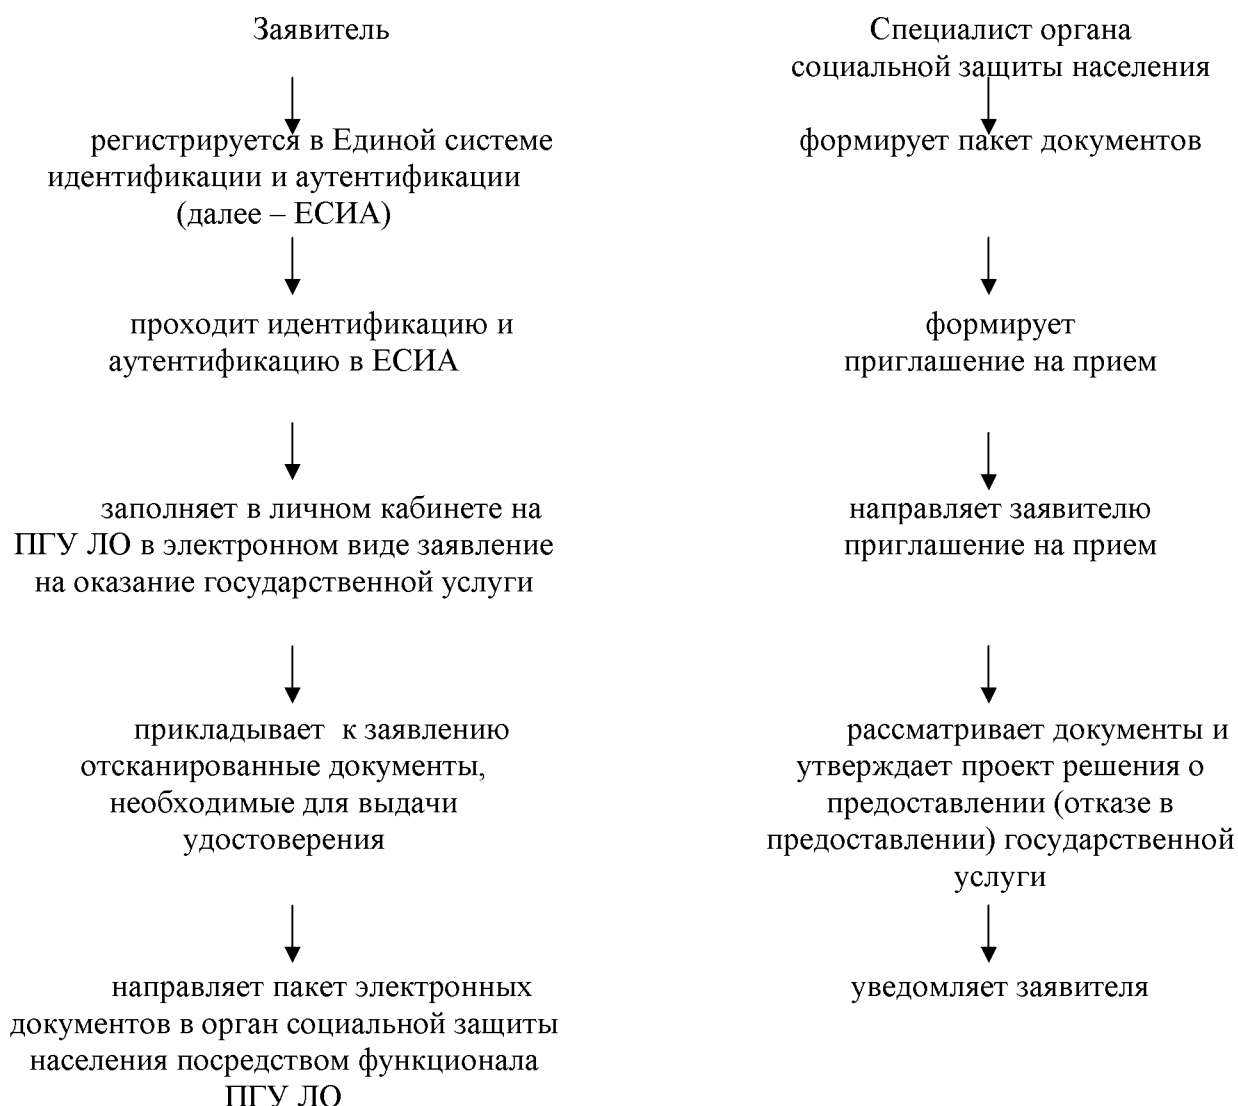 Заявитель
регистрируется в Единой системе
идентификации и аутентификации
(далее – ЕСИА)
проходит идентификацию и
аутентификацию в ЕСИА
заполняет в личном кабинете на
ПГУ ЛО в электронном виде заявление
на оказание государственной услуги
прикладывает к заявлению
отсканированные документы,
необходимые для выдачи
удостоверения
направляет пакет электронных
документов в орган социальной защиты
населения посредством функционала
ПГУ ЛО
Специалист органа
социальной защиты населения
формирует пакет документов
формирует
приглашение на прием
направляет заявителю
приглашение на прием
рассматривает документы и
утверждает проект решения о
предоставлении (отказе в
предоставлении) государственной
услуги
уведомляет заявителя